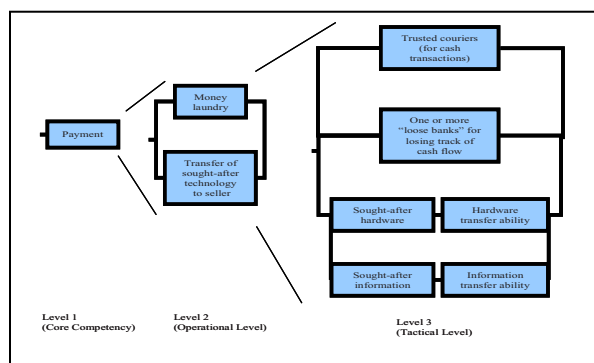 Trusted couriers
(for cash
transactions)
Money
laundry
Payment
One or more
“loose banks” for
losing track of
cash flow
Transfer of
sought-after
technology
to seller
Sought-after
hardware
Hardware
transfer ability
Sought-after
information
Information
transfer ability
Level 1
(Core Competency)
Level 2
(Operational Level)
Level 3
(Tactical Level)